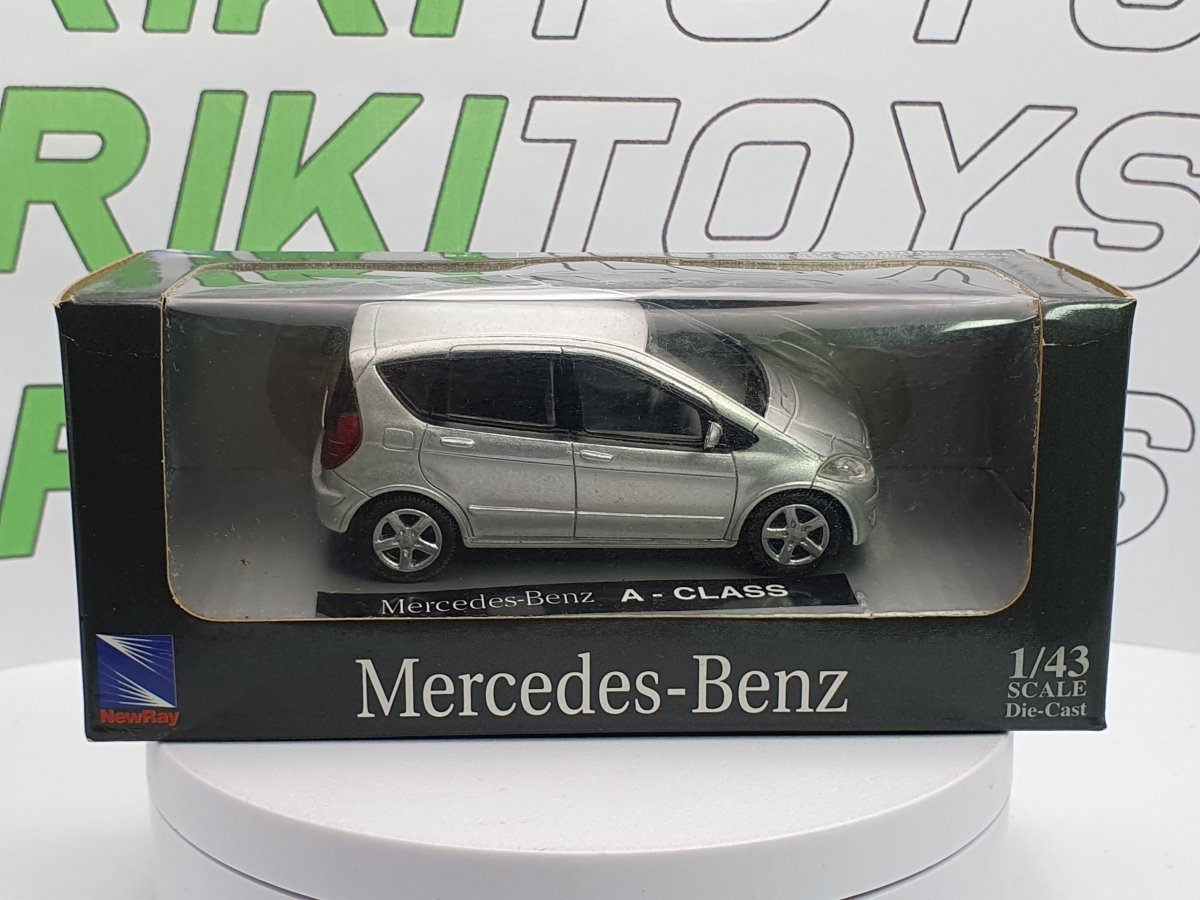 RIKITOYS
RIKITOYS
Mercedes-Benz A - CLASS
NewRay
Mercedes-Benz
1/43
SCALE
Die-Cast